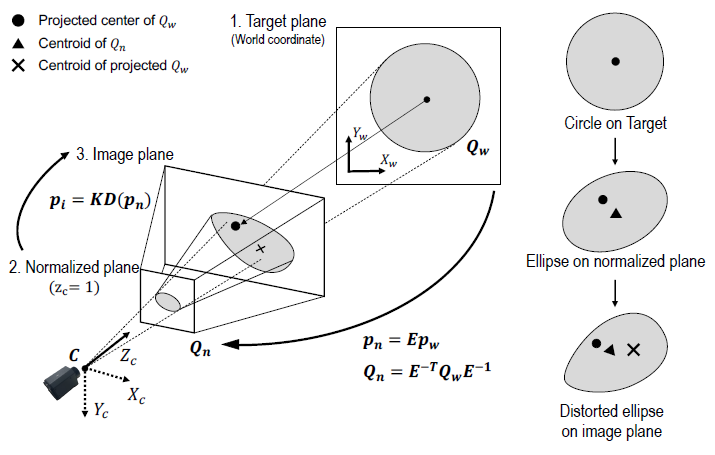 ● Projected center of Q_w
▲ Centroid of Q_n
✕ Centroid of projected Q_w
1. Target plane
(World coordinate)
Y_w
X_w
Q_w
3. Image plane
p_i = KD(p_n)
2. Normalized plane
(z_c = 1)
C
Z_c
X_c
Y_c
Q_n
p_n = Ep_w
Q_n = E^{-T}Q_wE^{-1}
Circle on Target
Ellipse on normalized plane
Distorted ellipse
on image plane